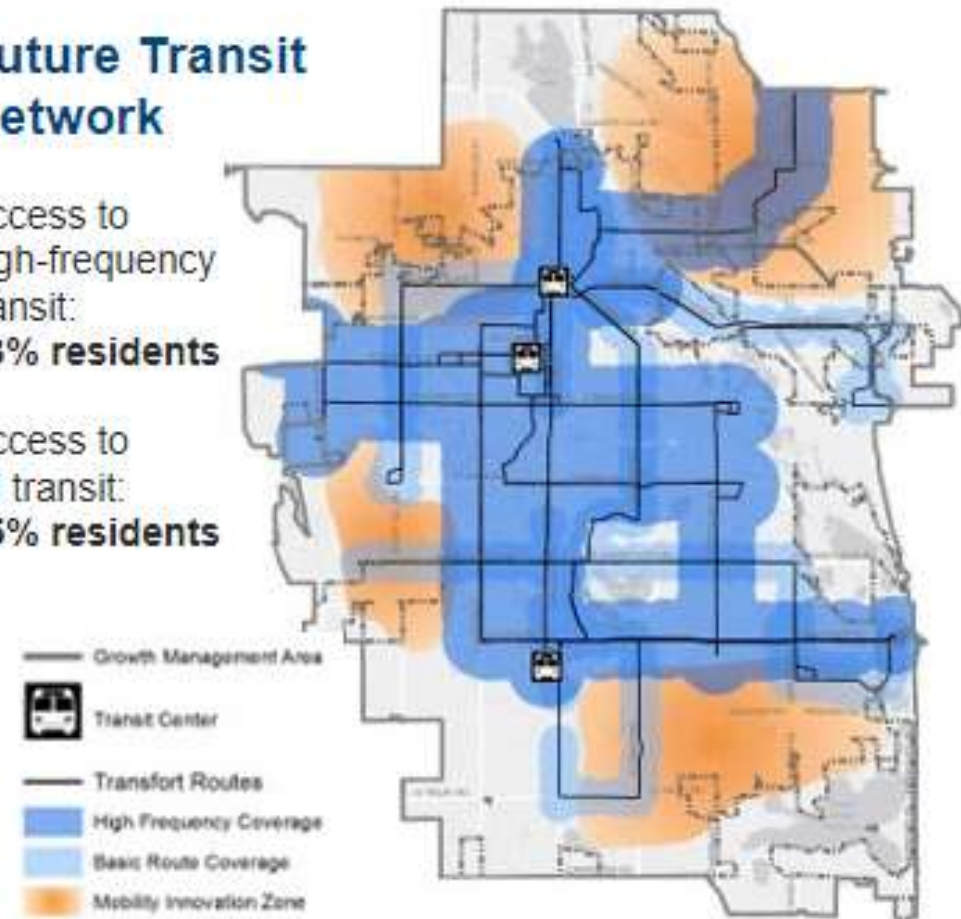 uture Transit
etwork
ccess to
gh-frequency
ansit:
% residents
ccess to
transit:
% residents
Growth Management Area
Transit Center
Transfort Routes
High Frequency Coverage
Basic Route Coverage
Mobility Innovation Zone